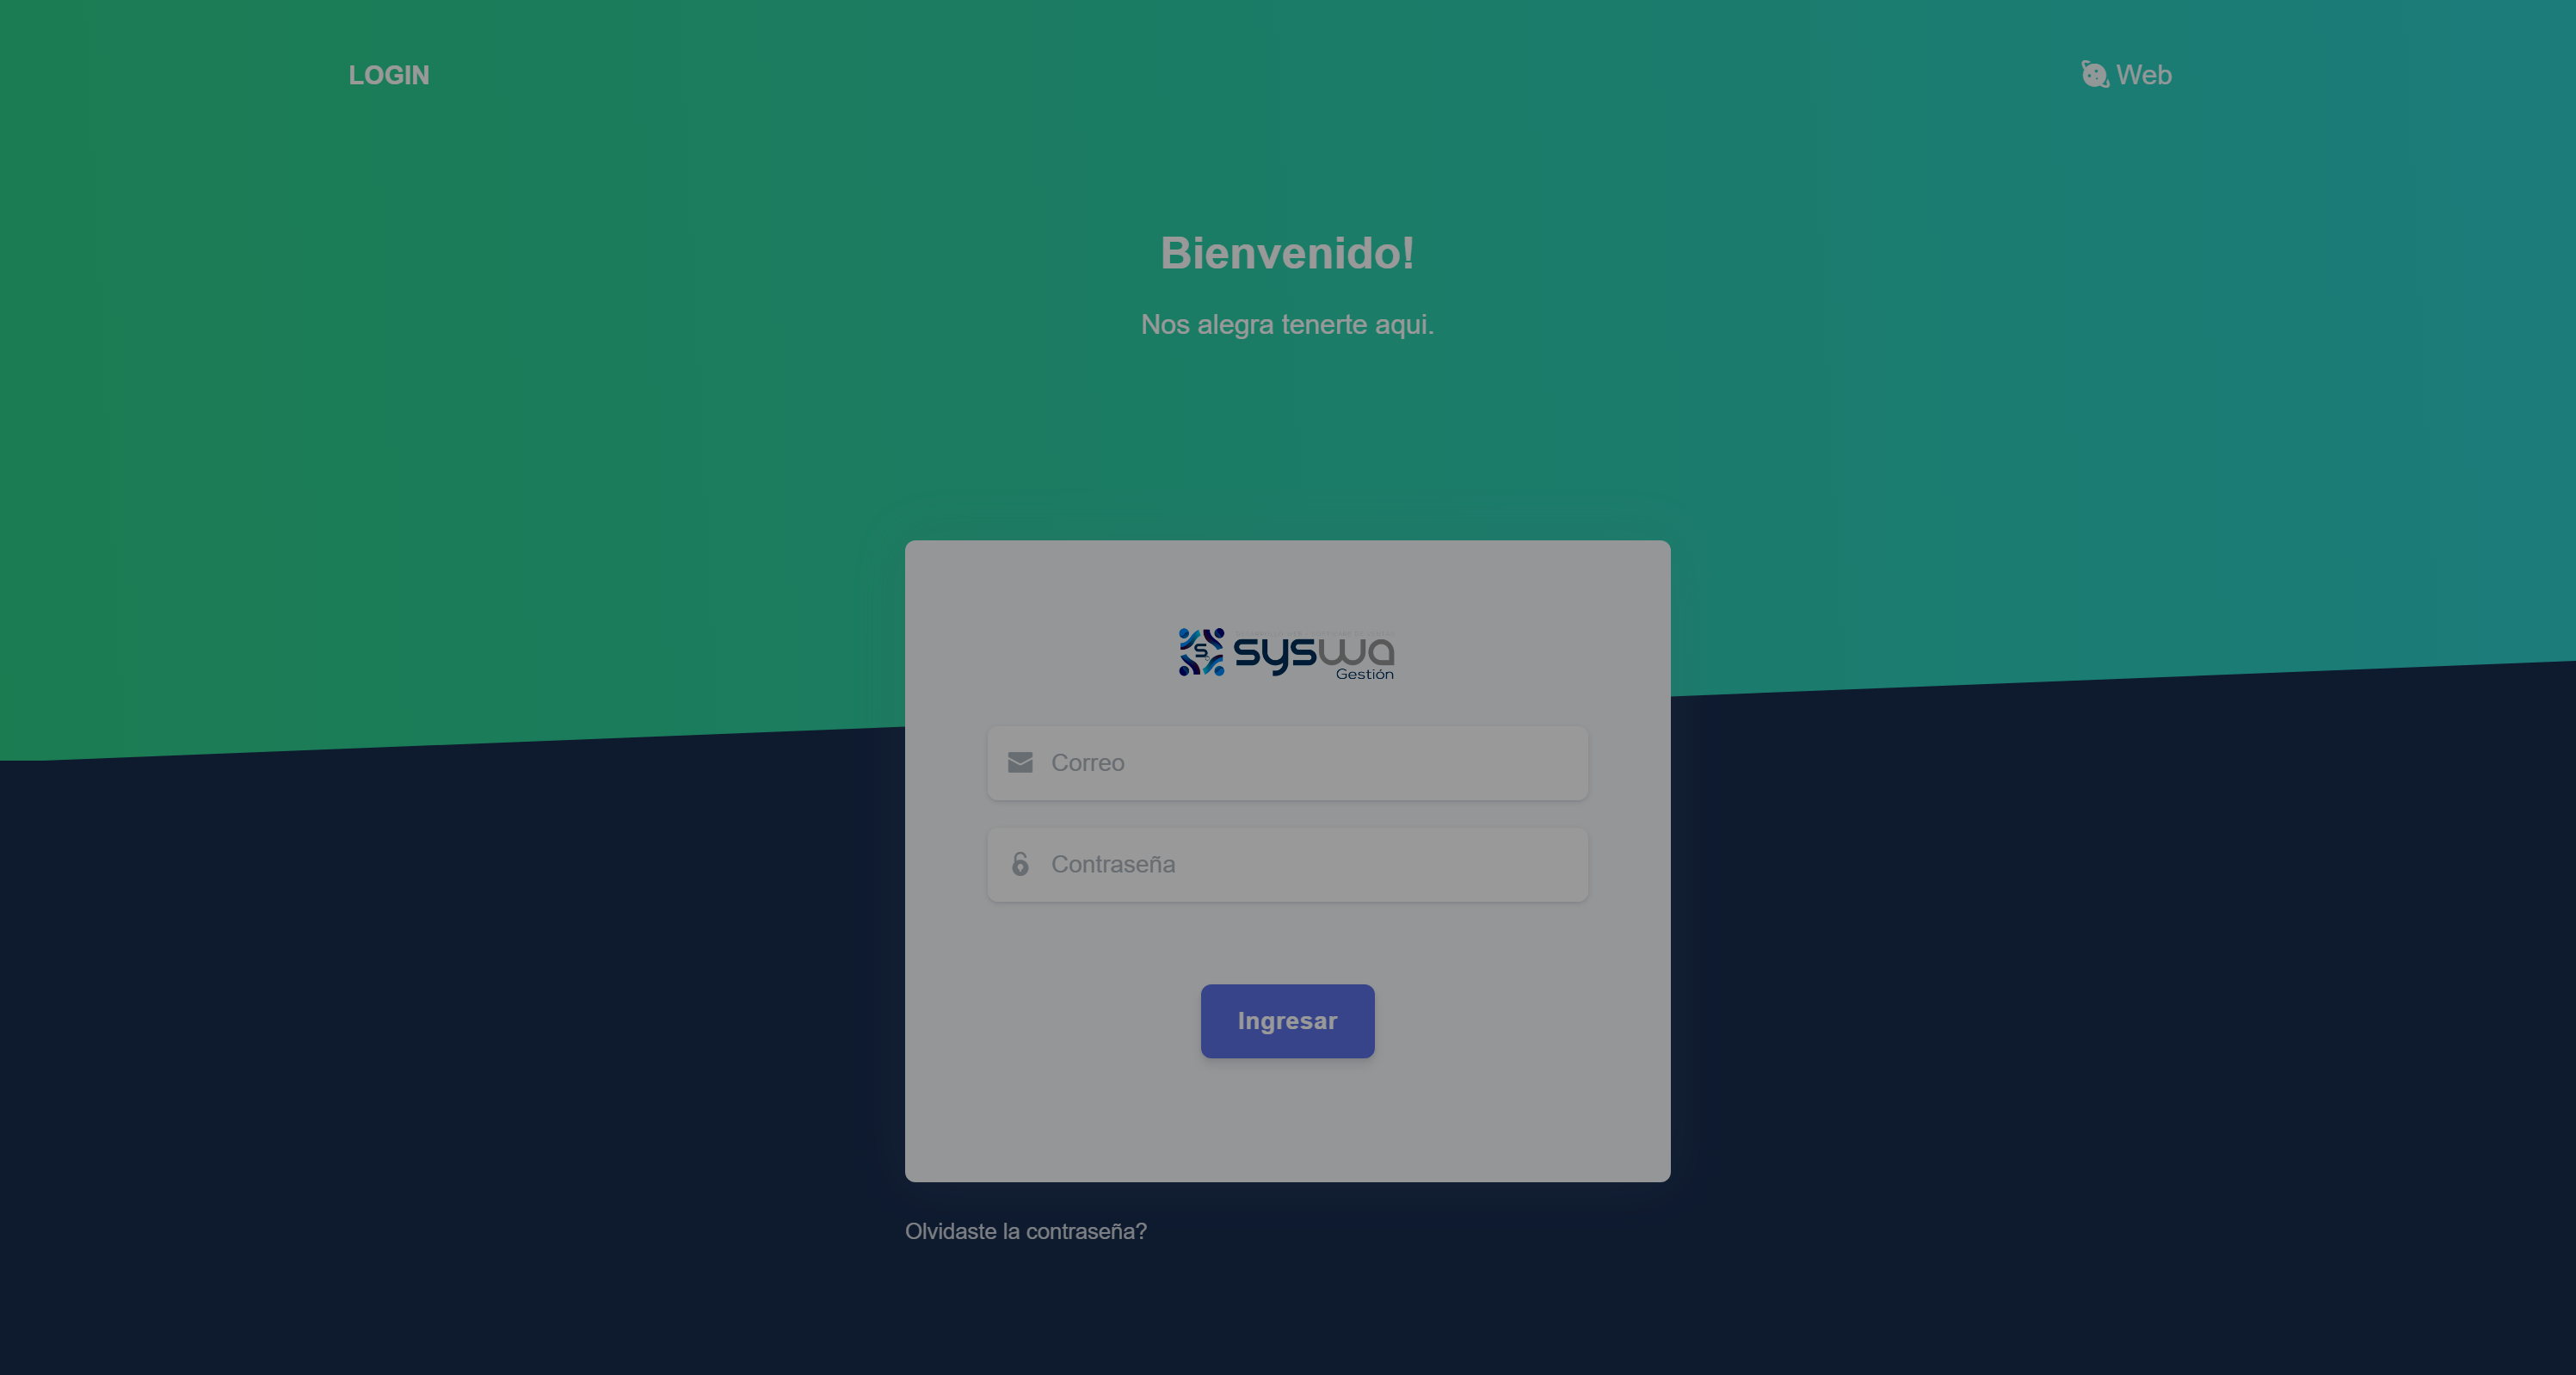 LOGIN
Web
Bienvenido!
Nos alegra tenerte aqui.
syswa
Gestión
Correo
Contraseña
Ingresar
Olvidaste la contraseña?